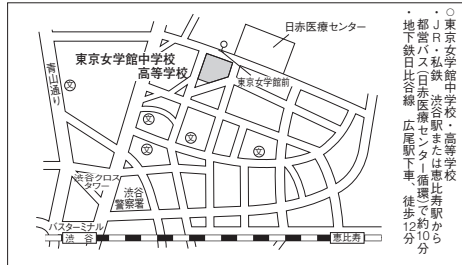 ○東京女学館中学校・高等学校
・JR・私鉄 渋谷駅または恵比寿駅から
都営バス(日赤医療センター循環)で約10分
・地下鉄日比谷線 広尾駅下車、徒歩12分
日赤医療センター
東京女学館中学校
高等学校
東京女学館前
青山通り
文
文
文
文
渋谷クロス
タワー
渋谷
警察署
バスターミナル
渋谷
恵比寿